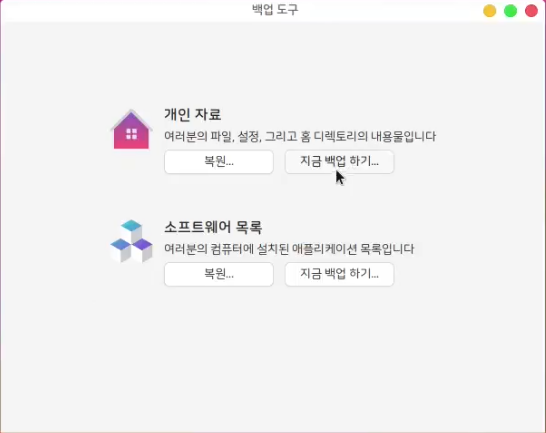 백업 도구
개인 자료
여러분의 파일, 설정, 그리고 홈 디렉토리의 내용물입니다
복원...
지금 백업 하기...
소프트웨어 목록
여러분의 컴퓨터에 설치된 애플리케이션 목록입니다
복원...
지금 백업 하기...